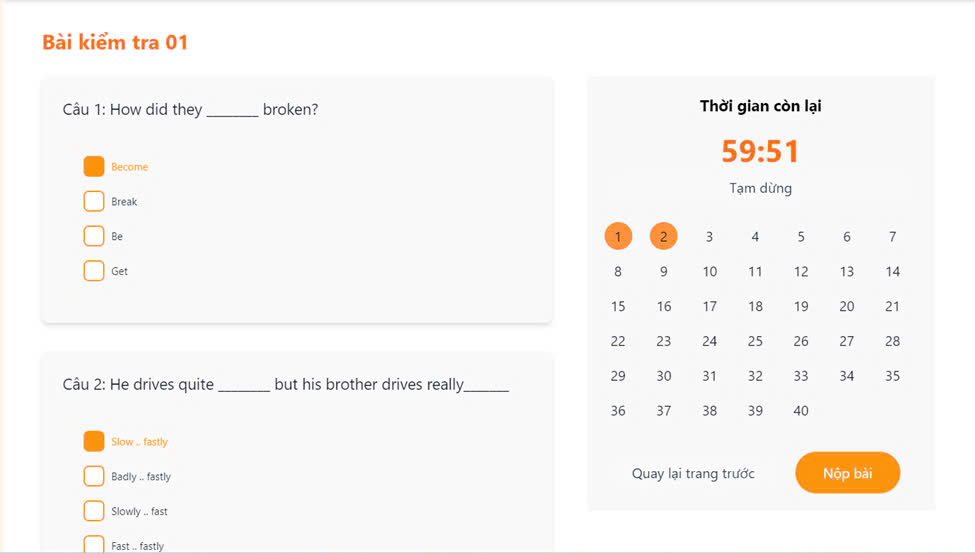 Bài kiểm tra 01
Câu 1: How did they ________ broken?
Become
Break
Be
Get
Câu 2: He drives quite ________ but his brother drives really_______
Slow .. fastly
Badly .. fastly
Slowly .. fast
Fast .. fastly
Thời gian còn lại
59:51
Tạm dừng
1 2 3 4 5 6 7
8 9 10 11 12 13 14
15 16 17 18 19 20 21
22 23 24 25 26 27 28
29 30 31 32 33 34 35
36 37 38 39 40
Quay lại trang trước Nộp bài